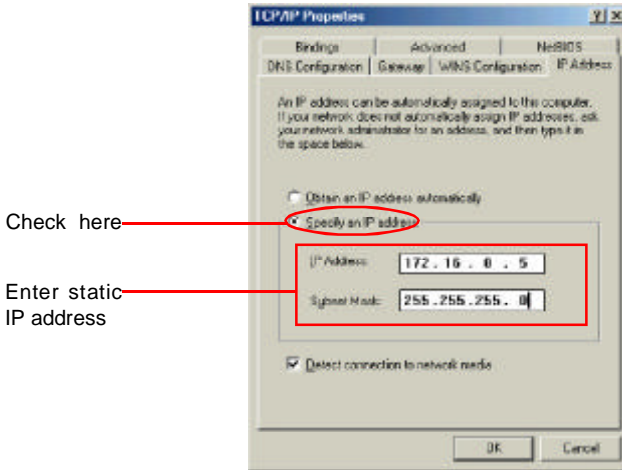 TCP/IP Properties
Bindings Advanced NetBIOS
DNS Configuration Gateway WINS Configuration IP Address
An IP address can be automatically assigned to this computer.
If your network does not automatically assign IP addresses, ask
your network administrator for an address, and then type it in
the space below.
Obtain an IP address automatically
Check here
Specify an IP address:
IP Address: 172.16.0.5
Enter static
IP address
Subnet Mask: 255.255.255.0
Detect connection to network media
OK Cancel